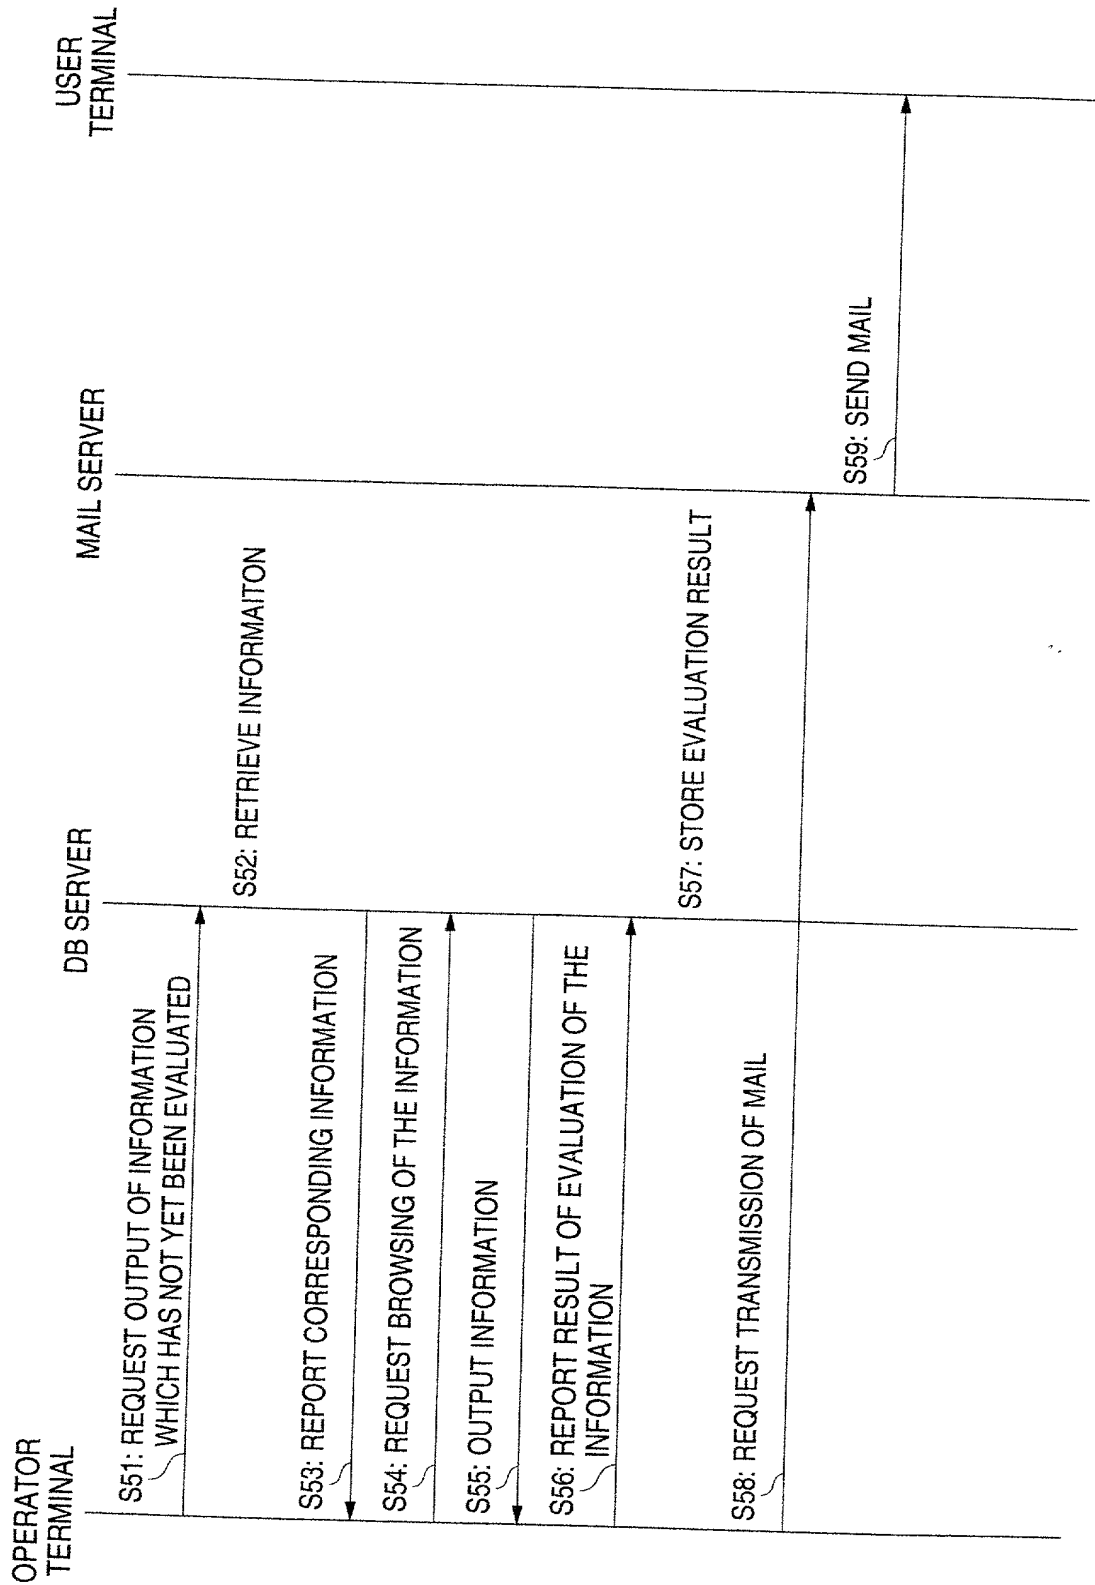 OPERATOR
TERMINAL
DB SERVER
MAIL SERVER
USER
TERMINAL
S51: REQUEST OUTPUT OF INFORMATION
WHICH HAS NOT YET BEEN EVALUATED
S52: RETRIEVE INFORMAITON
S53: REPORT CORRESPONDING INFORMATION
S54: REQUEST BROWSING OF THE INFORMATION
S55: OUTPUT INFORMATION
S56: REPORT RESULT OF EVALUATION OF THE
INFORMATION
S57: STORE EVALUATION RESULT
S58: REQUEST TRANSMISSION OF MAIL
S59: SEND MAIL